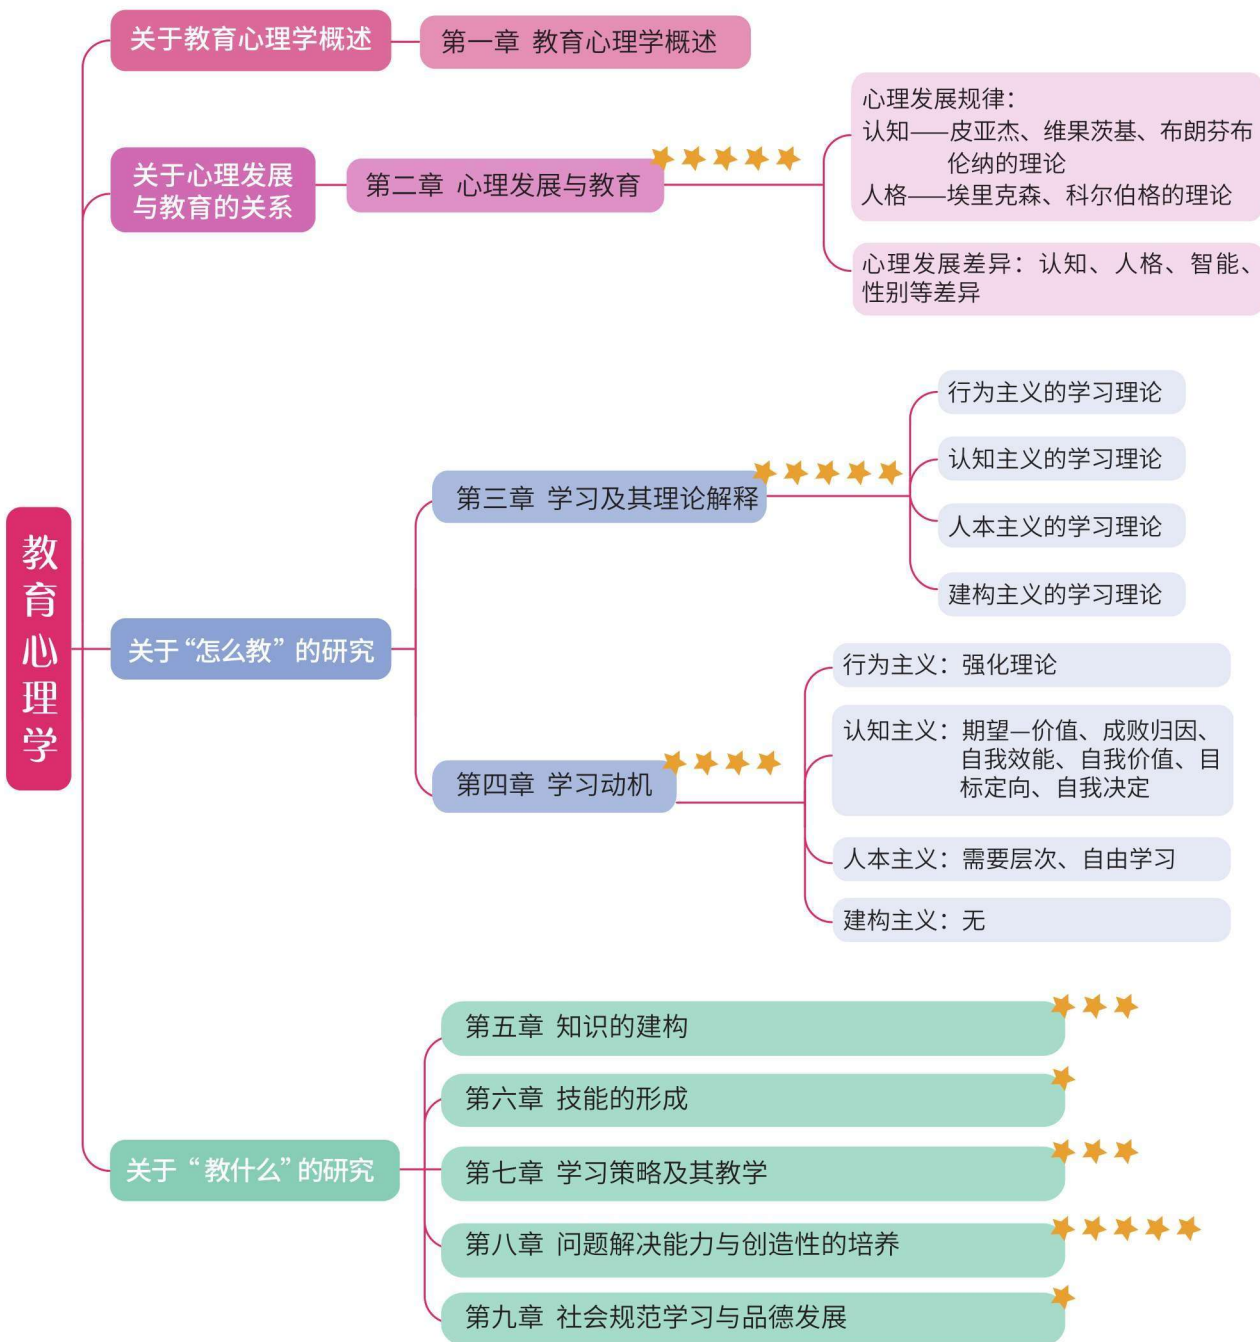 教育心理学
关于教育心理学概述
第一章 教育心理学概述
关于心理发展
与教育的关系
第二章 心理发展与教育
心理发展规律：
认知——皮亚杰、维果茨基、布朗芬布
伦纳的理论
人格——埃里克森、科尔伯格的理论
心理发展差异：认知、人格、智能、
性别等差异
关于“怎么教”的研究
第三章 学习及其理论解释
行为主义的学习理论
认知主义的学习理论
人本主义的学习理论
建构主义的学习理论
第四章 学习动机
行为主义：强化理论
认知主义：期望—价值、成败归因、
自我效能、自我价值、目
标定向、自我决定
人本主义：需要层次、自由学习
建构主义：无
关于“教什么”的研究
第五章 知识的建构
第六章 技能的形成
第七章 学习策略及其教学
第八章 问题解决能力与创造性的培养
第九章 社会规范学习与品德发展